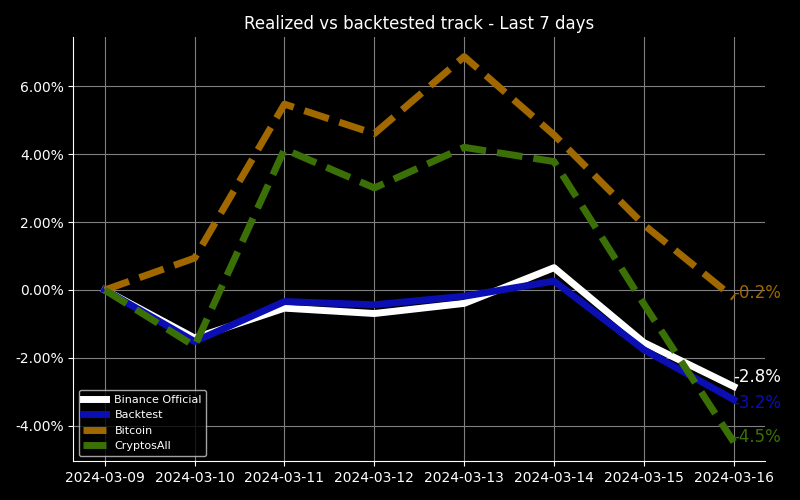 Realized vs backtested track - Last 7 days
6.00%
4.00%
2.00%
0.00%
-2.00%
-4.00%
-0.2%
-2.8%
-3.2%
-4.5%
Binance Official
Backtest
Bitcoin
CryptosAll
2024-03-09 2024-03-10 2024-03-11 2024-03-12 2024-03-13 2024-03-14 2024-03-15 2024-03-16